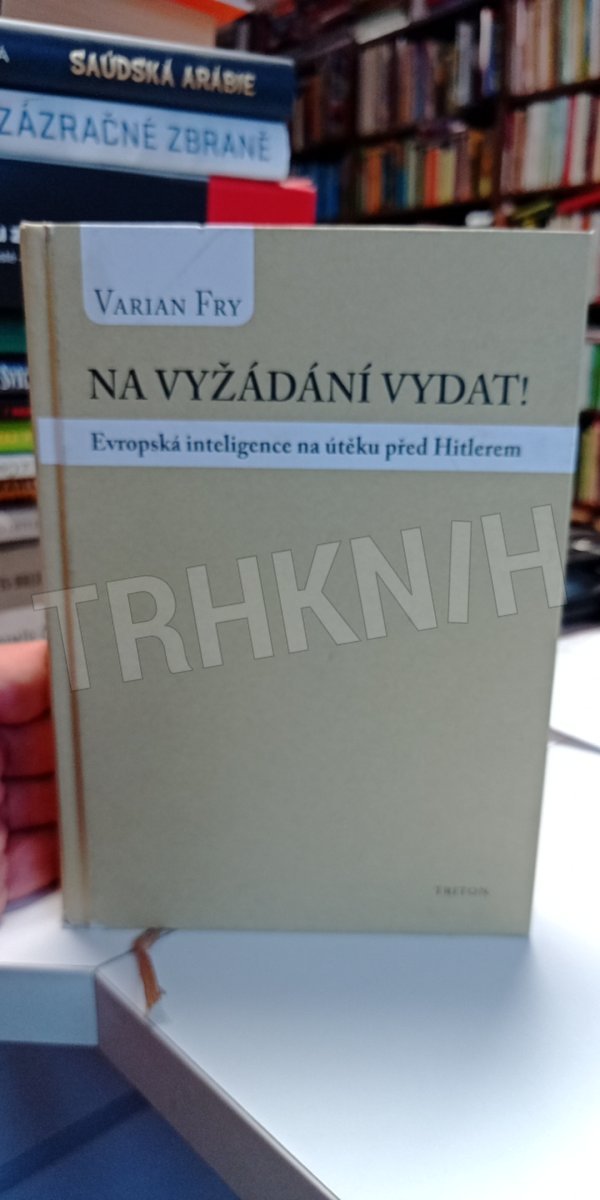 SAÚDSKÁ ARÁBIE
ZÁZRAČNÉ ZBRANĚ
VARIAN FRY
NA VYŽÁDÁNÍ VYDAT!
Evropská inteligence na útěku před Hitlerem
TRHKNIH
TRITON